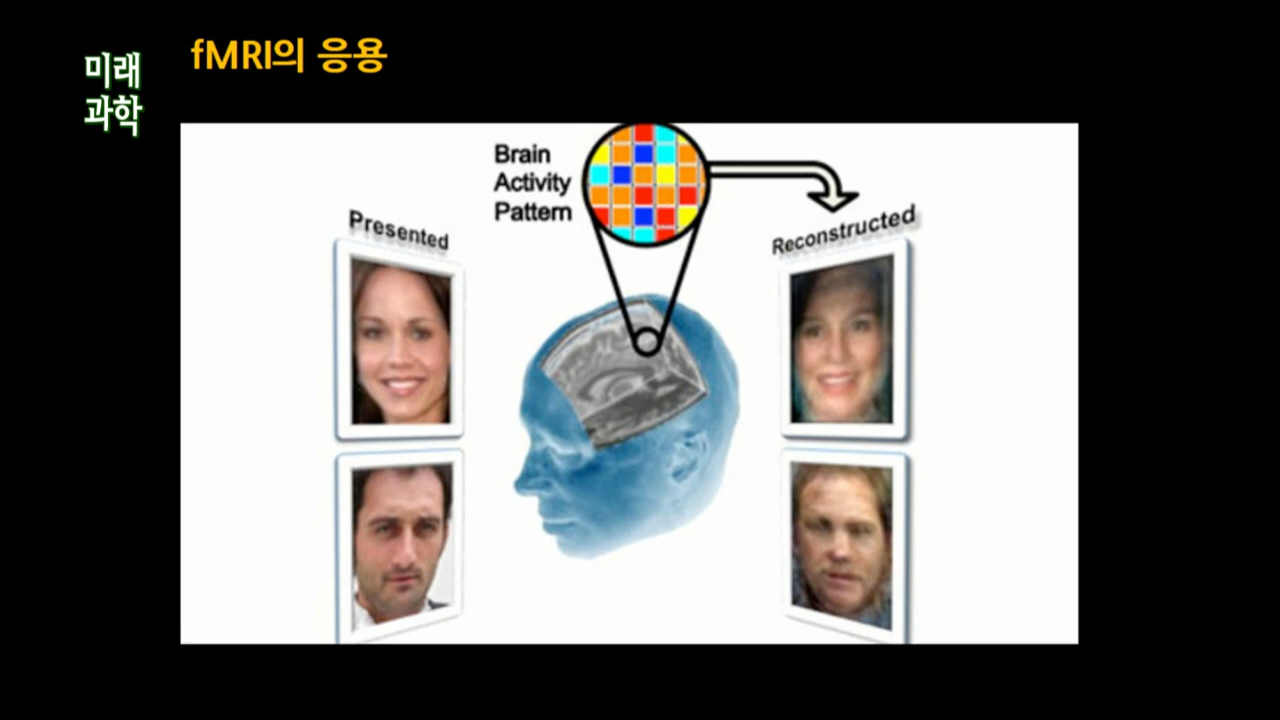 fMRI의 응용
미래
과학
Brain
Activity
Pattern
Presented
Reconstructed